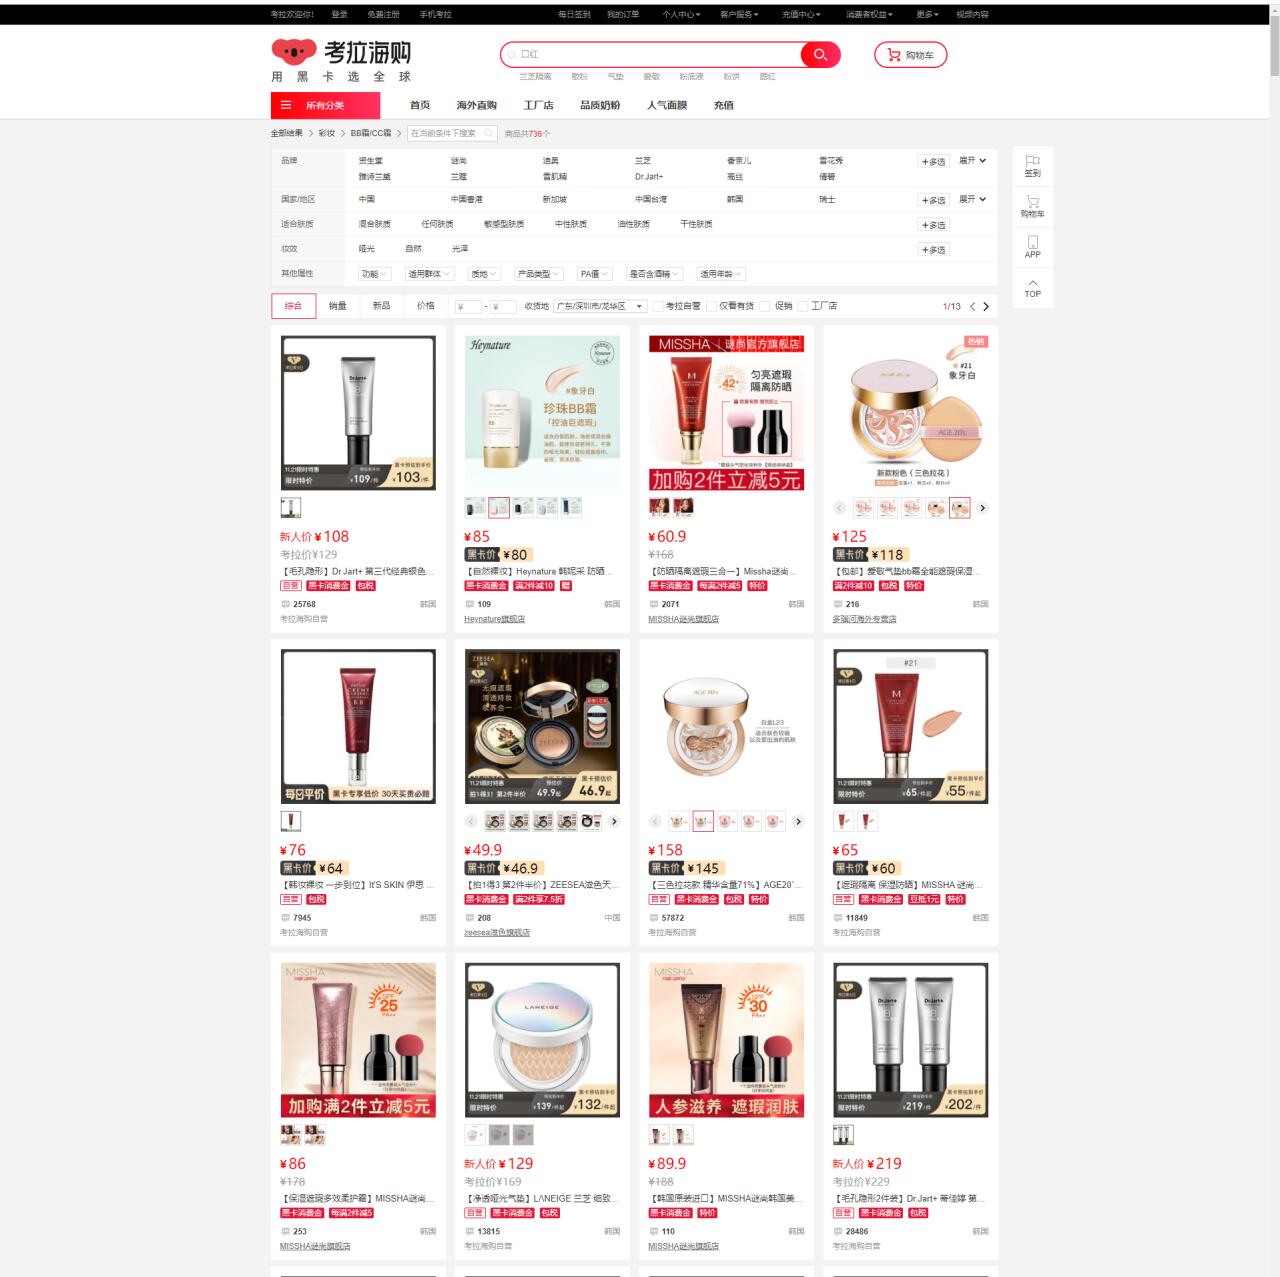 考拉欢迎你! 登录 免费注册 手机考拉 每日签到 我的订单 个人中心 客户服务 充值中心 消费者权益 更多 视频内容
考拉海购
用黑卡选全球
口红
购物车
兰芝隔离 散粉 气垫 爱敬 粉底液 粉饼 腮红
所有分类 首页 海外直购 工厂店 品质奶粉 人气面膜 充值
全部结果 > 彩妆 > BB霜/CC霜 > 在当前条件下搜索 商品共736个
品牌 资生堂 谜尚 迪奥 兰芝 香奈儿 雪花秀 +多选 展开
雅诗兰黛 兰蔻 雪肌精 Dr.Jart+ 高丝 倩碧
国家/地区 中国 中国香港 新加坡 中国台湾 韩国 瑞士 +多选 展开
适合肤质 混合肤质 任何肤质 敏感型肤质 中性肤质 油性肤质 干性肤质 +多选
妆效 哑光 自然 光泽 +多选
其他属性 功能 适用群体 质地 产品类型 PA值 是否含酒精 适用年龄
签到
购物车
APP
TOP
综合 销量 新品 价格 ¥ - ¥ 收货地 广东/深圳市/龙华区 考拉自营 仅看有货 促销 工厂店 1/13
Dr.Jart+
11.21限时特惠
限时特价 ¥109/件 黑卡预估到手价 ¥103/件
新人价¥108
考拉价¥129
【毛孔隐形】Dr.Jart+ 第三代经典银色...
自营 黑卡消费金 包税
25768 韩国
考拉海购自营
Heynature
#象牙白
珍珠BB霜
「控油巨遮瑕」
¥85
黑卡价 ¥80
【自然裸妆】Heynature 韩妮采 防晒...
黑卡消费金 满2件减10 赠
109 韩国
Heynature旗舰店
MISSHA 谜尚官方旗舰店
SPF 42+
匀亮遮瑕
隔离防晒
加购2件立减5元
¥60.9
¥168
【防晒隔离遮瑕三合一】Missha谜尚...
黑卡消费金 每满2件减5 特价
2071 韩国
MISSHA谜尚旗舰店
热销
#21
象牙白
AGE 20's
新款粉色（三色拉花）
¥125
黑卡价 ¥118
【包邮】爱敬气垫bb霜全能遮瑕保湿...
满2件减10 包税 特价
216 韩国
多瑙河海外专营店
每日平价 黑卡专享低价 30天买贵必赔
¥76
黑卡价 ¥64
【韩妆裸妆 一步到位】It'S SKIN 伊思 ...
自营 包税
7945 韩国
考拉海购自营
ZEESEA
无痕遮瑕
清透持妆
妆养合一
11.21限时特惠
拍1得3! 第2件半价 预估价 49.9起 黑卡预估价 46.9起
¥49.9
黑卡价 ¥46.9
【拍1得3 第2件半价】ZEESEA滋色天...
黑卡消费金 满2件享7.5折
208 中国
zeesea滋色旗舰店
AGE 20's
白盒L23
适合肤色较暗
以及爱出油的肌肤
¥158
黑卡价 ¥145
【三色拉花款 精华含量71%】AGE20`...
自营 黑卡消费金 包税 特价
57872 韩国
考拉海购自营
#21
11.21限时特惠
限时特价 ¥65/件起 黑卡预估到手价 ¥55/件起
¥65
黑卡价 ¥60
【遮瑕隔离 保湿防晒】MISSHA 谜尚...
自营 黑卡消费金 豆抵1元 特价
11849 韩国
考拉海购自营
MISSHA
SPF 25 PA++
加购满2件立减5元
¥86
¥178
【保湿遮瑕多效柔护霜】MISSHA谜尚...
黑卡消费金 每满2件减5
253 韩国
MISSHA谜尚旗舰店
LANEIGE
11.21限时特惠
限时特价 ¥139/件起 黑卡预估到手价 ¥132/件起
新人价¥129
考拉价¥169
【净透哑光气垫】LΛNEIGE 兰芝 细致...
自营 黑卡消费金 包税
13815 韩国
考拉海购自营
MISSHA
SPF 30 PA++
人参滋养 遮瑕润肤
¥89.9
¥188
【韩国原装进口】MISSHA谜尚韩国美...
黑卡消费金 特价
110 韩国
MISSHA谜尚旗舰店
Dr.Jart+ Dr.Jart+
11.21限时特惠
限时特价 ¥219/件 黑卡预估到手价 ¥202/件
新人价¥219
考拉价¥229
【毛孔隐形2件装】Dr.Jart+ 蒂佳婷 第...
自营 黑卡消费金 包税
28486 韩国
考拉海购自营